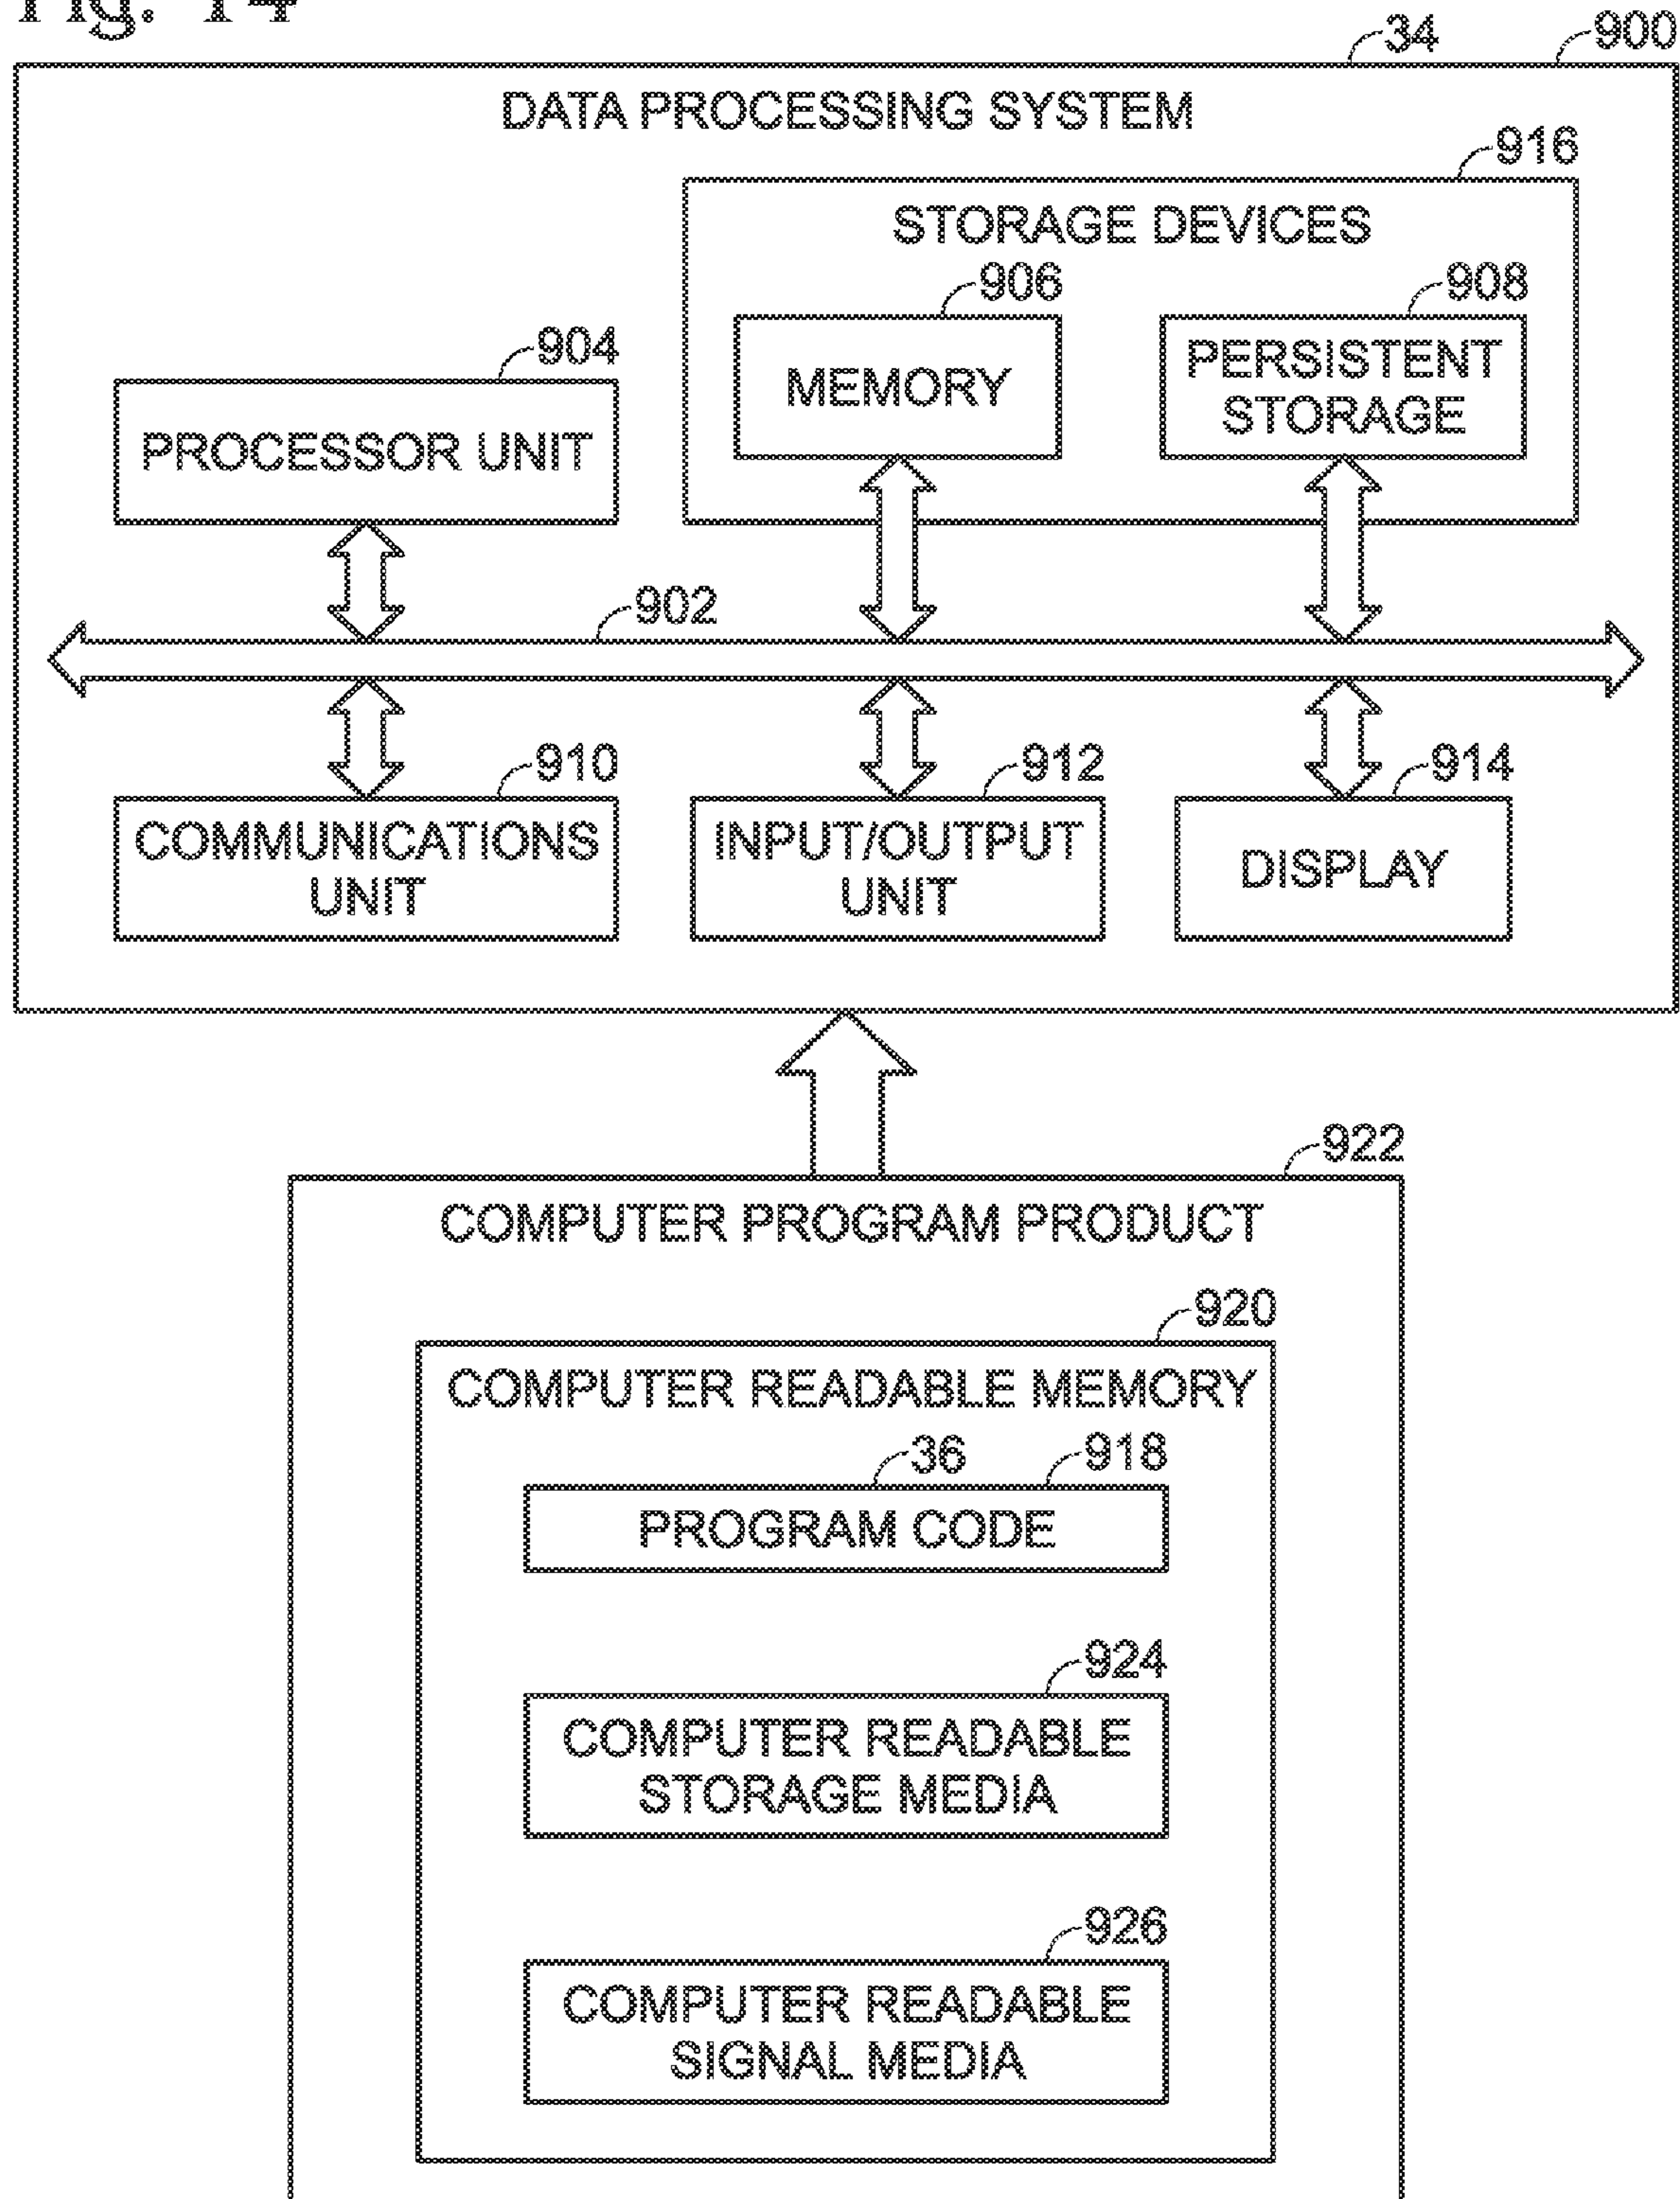 Fig. 14
34
900
DATA PROCESSING SYSTEM
916
STORAGE DEVICES
906
908
904
MEMORY
PERSISTENT
STORAGE
PROCESSOR UNIT
902
910
912
914
COMMUNICATIONS
UNIT
INPUT/OUTPUT
UNIT
DISPLAY
922
COMPUTER PROGRAM PRODUCT
920
COMPUTER READABLE MEMORY
36
918
PROGRAM CODE
924
COMPUTER READABLE
STORAGE MEDIA
926
COMPUTER READABLE
SIGNAL MEDIA